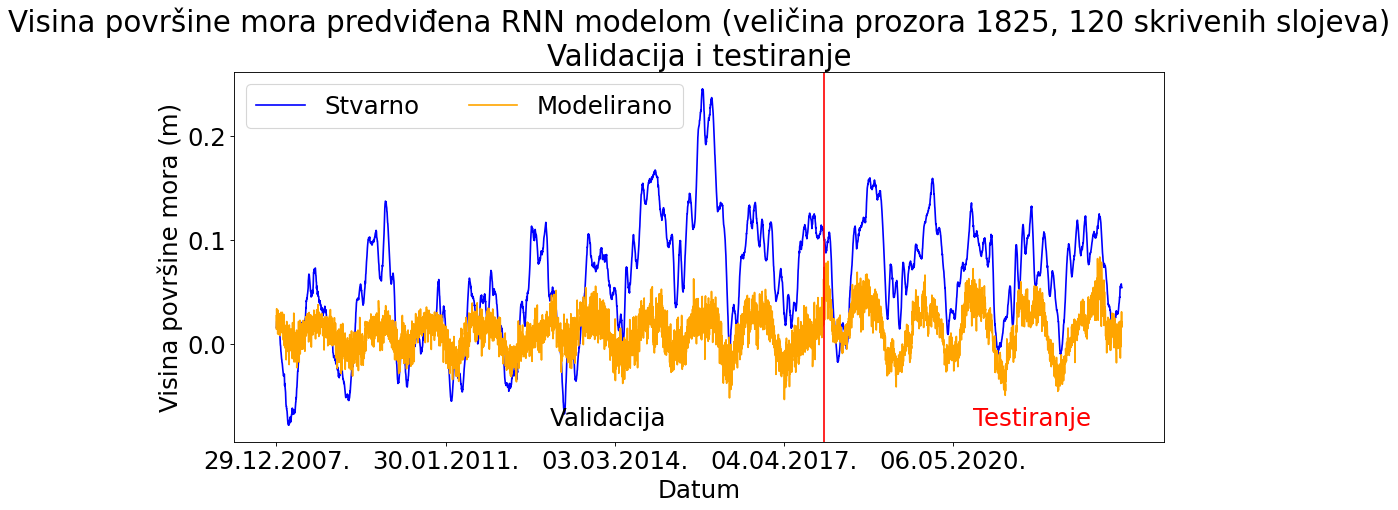 Visina površine mora predviđena RNN modelom (veličina prozora 1825, 120 skrivenih slojeva)
Validacija i testiranje
Stvarno
Modelirano
Visina površine mora (m)
0.2
0.1
0.0
Validacija
Testiranje
29.12.2007.
30.01.2011.
03.03.2014.
04.04.2017.
06.05.2020.
Datum